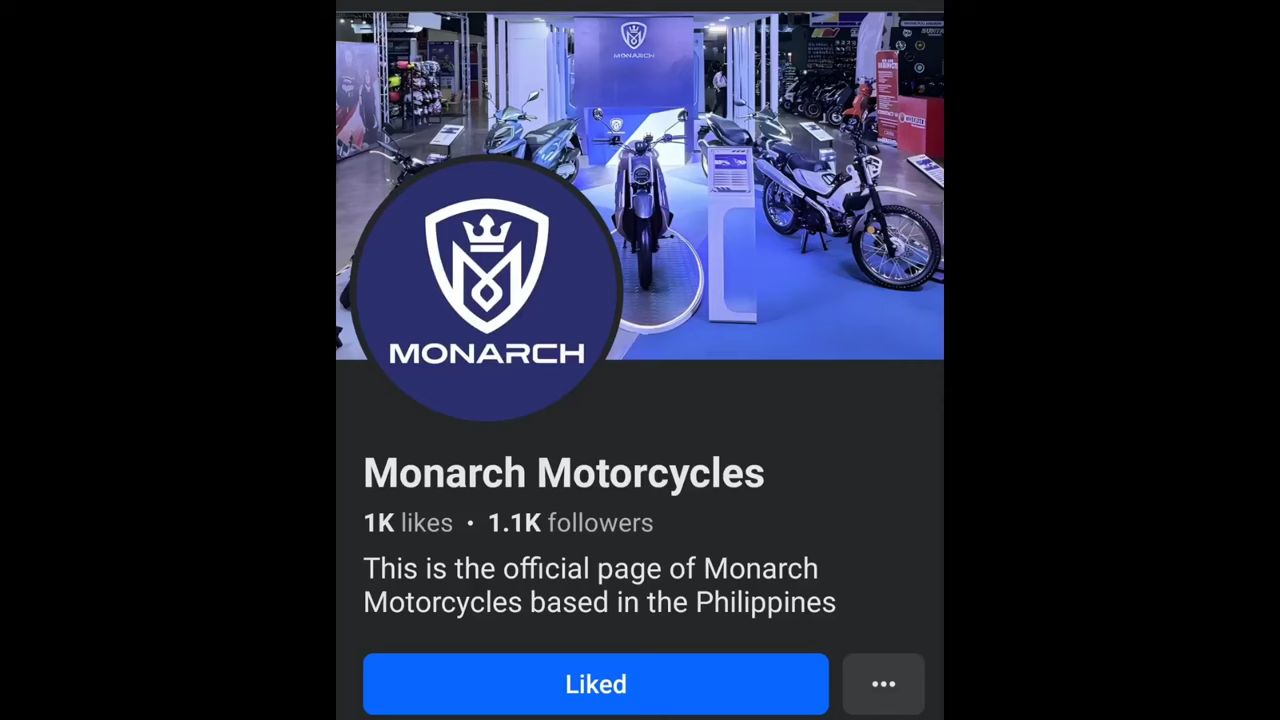 MONARCH
MONARCH
Monarch Motorcycles
1K likes • 1.1K followers
This is the official page of Monarch
Motorcycles based in the Philippines
Liked